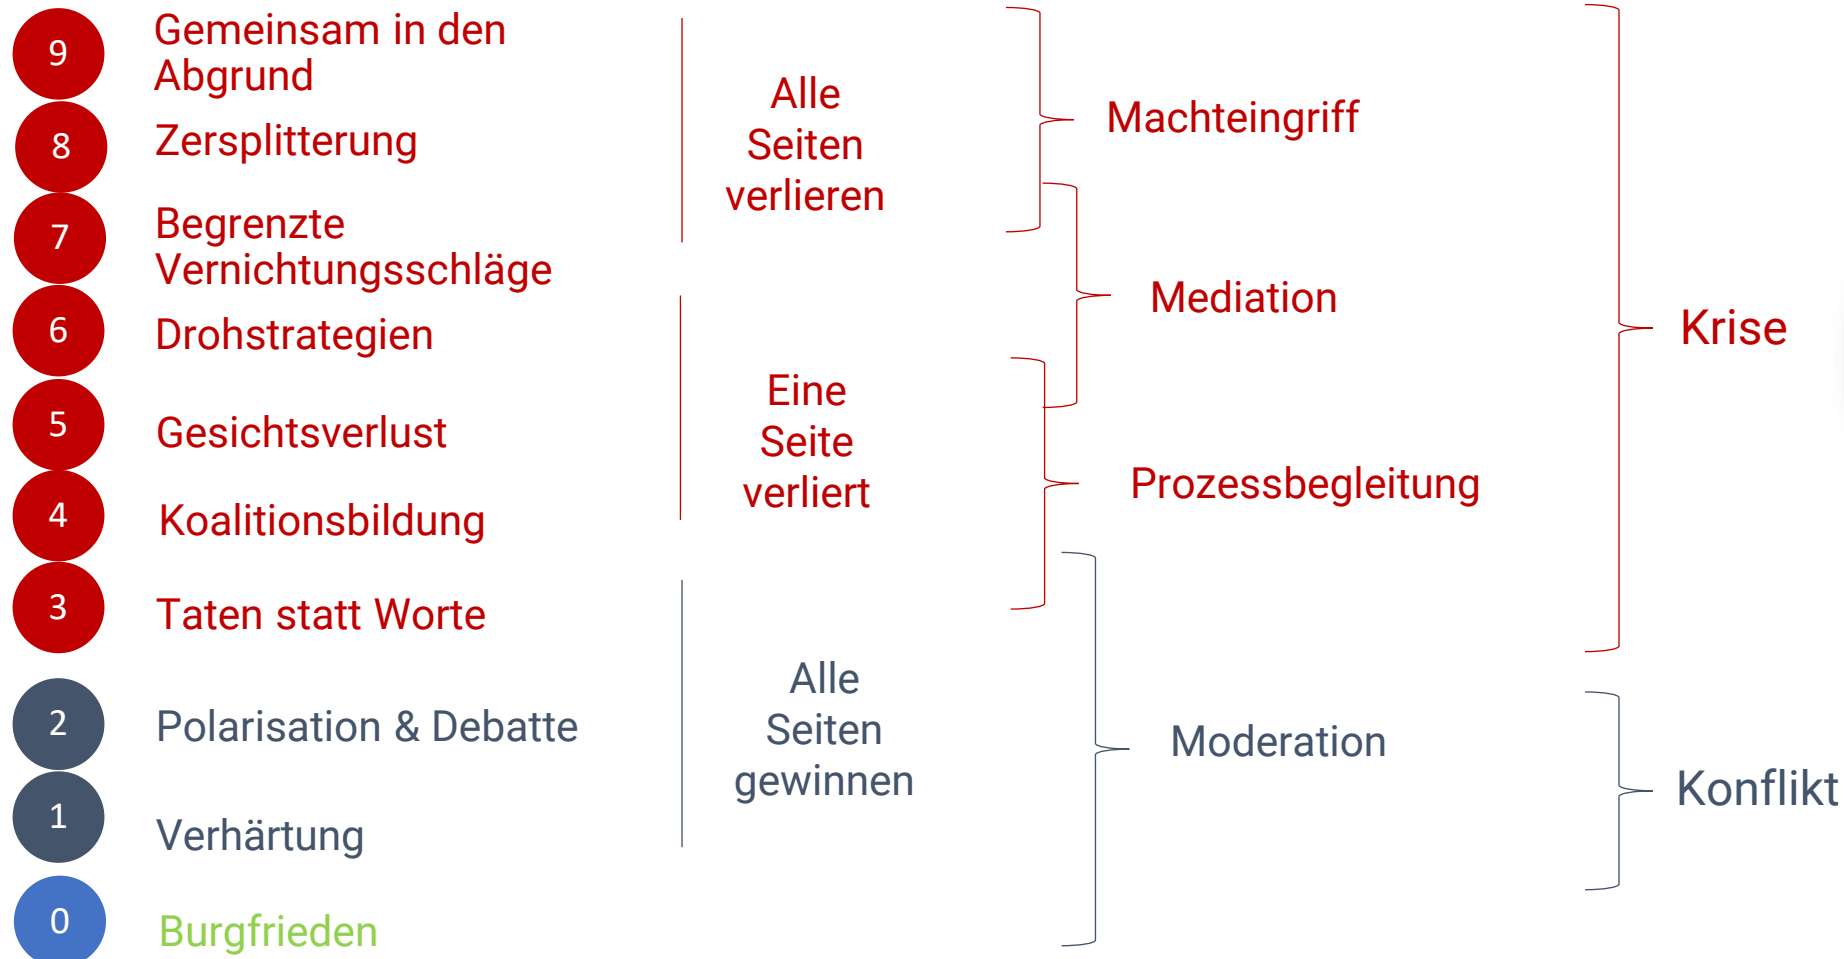 9
Gemeinsam in den
Abgrund
8
Zersplitterung
7
Begrenzte
Vernichtungsschläge
6
Drohstrategien
5
Gesichtsverlust
4
Koalitionsbildung
3
Taten statt Worte
2
Polarisation & Debatte
1
Verhärtung
0
Burgfrieden
Alle
Seiten
verlieren
Eine
Seite
verliert
Alle
Seiten
gewinnen
Machteingriff
Mediation
Prozessbegleitung
Moderation
Krise
Konflikt